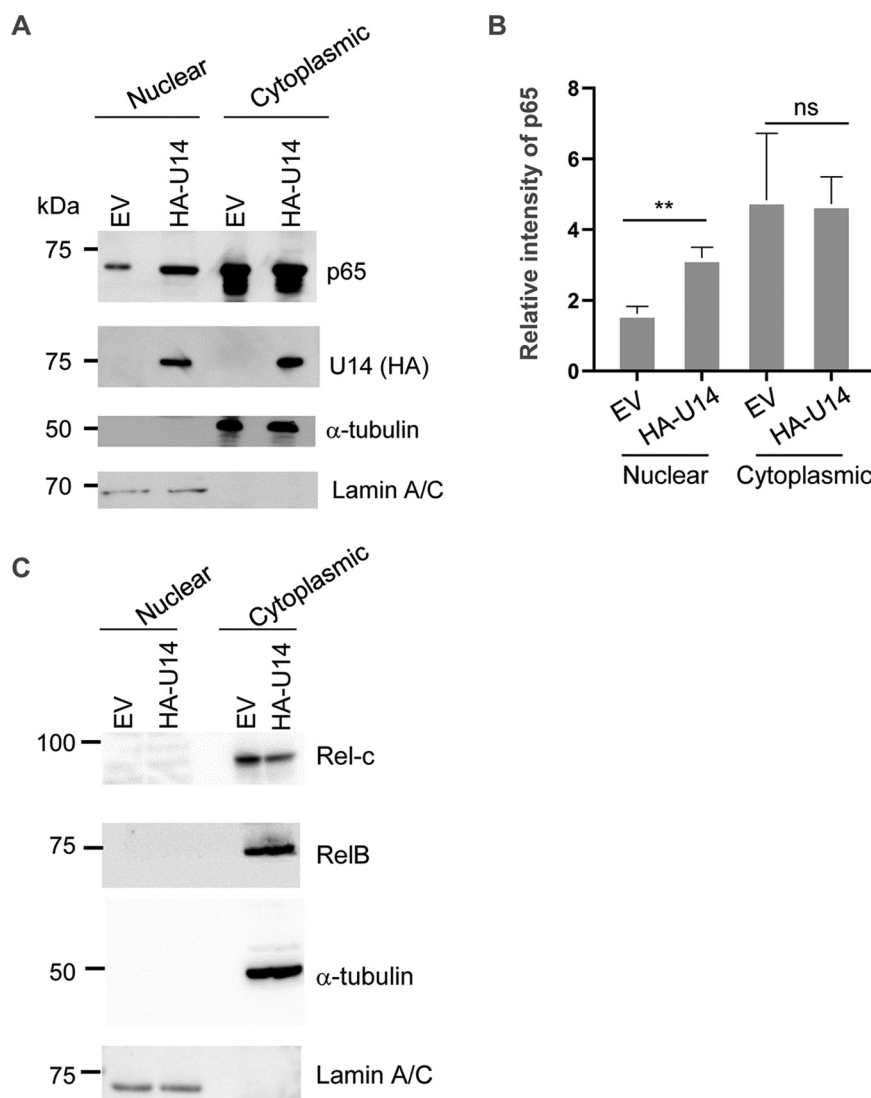 A
Nuclear
Cytoplasmic
kDa
EV
HA-U14
EV
HA-U14
75
p65
75
U14 (HA)
50
α-tubulin
70
Lamin A/C
B
Relative intensity of p65
8
6
4
2
0
**
ns
EV
HA-U14
EV
HA-U14
Nuclear
Cytoplasmic
C
Nuclear
Cytoplasmic
EV
HA-U14
EV
HA-U14
100
Rel-c
75
RelB
50
α-tubulin
75
Lamin A/C